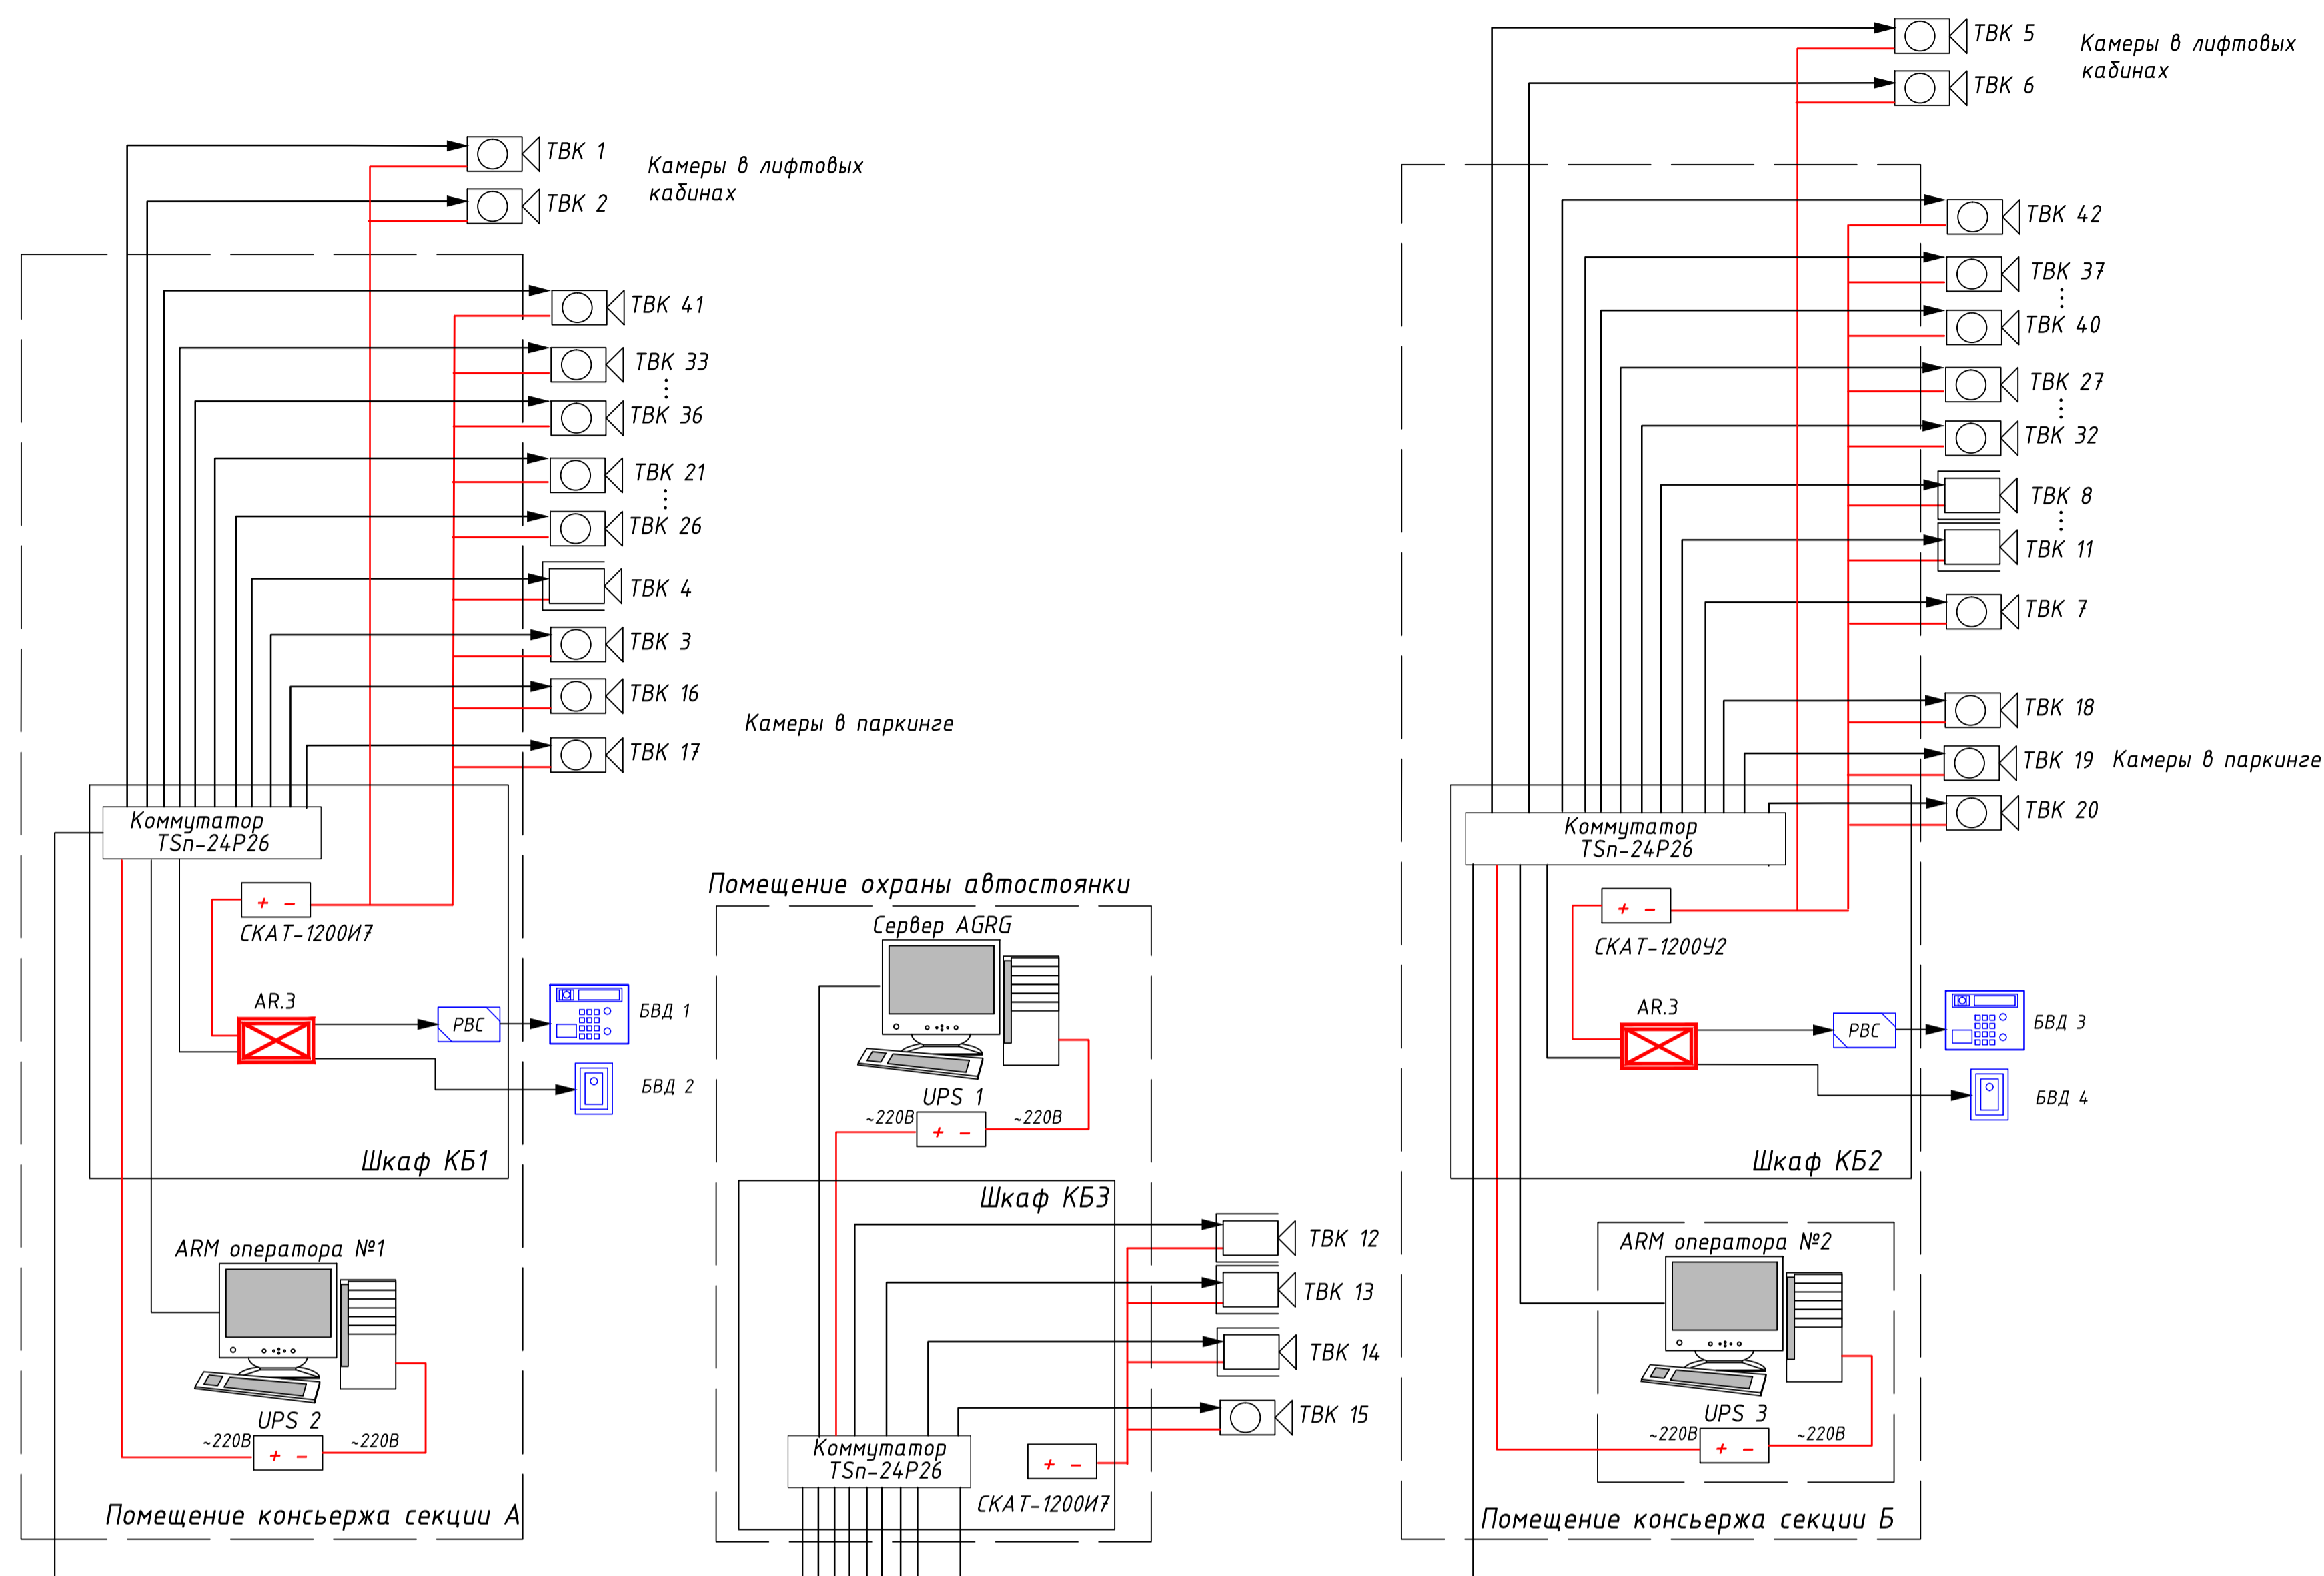 ТВК 1
Камеры в лифтовых
кабинах
ТВК 2
ТВК 41
ТВК 33
ТВК 36
ТВК 21
ТВК 26
ТВК 4
ТВК 3
ТВК 16
Камеры в паркинге
ТВК 17
Коммутатор
TSn-24P26
+ -
СКАТ-1200И7
AR.3
РВС
БВД 1
БВД 2
Шкаф КБ1
ARM оператора №1
UPS 2
~220В
+ -
~220В
Помещение консьержа секции А
Помещение охраны автостоянки
Сервер AGRG
UPS 1
~220В
+ -
~220В
Шкаф КБ3
ТВК 12
ТВК 13
ТВК 14
ТВК 15
Коммутатор
TSn-24P26
+ -
СКАТ-1200И7
ТВК 5
Камеры в лифтовых
кабинах
ТВК 6
ТВК 42
ТВК 37
ТВК 40
ТВК 27
ТВК 32
ТВК 8
ТВК 11
ТВК 7
ТВК 18
ТВК 19 Камеры в паркинге
ТВК 20
Коммутатор
TSn-24P26
+ -
СКАТ-1200У2
AR.3
РВС
БВД 3
БВД 4
Шкаф КБ2
ARM оператора №2
UPS 3
~220В
+ -
~220В
Помещение консьержа секции Б